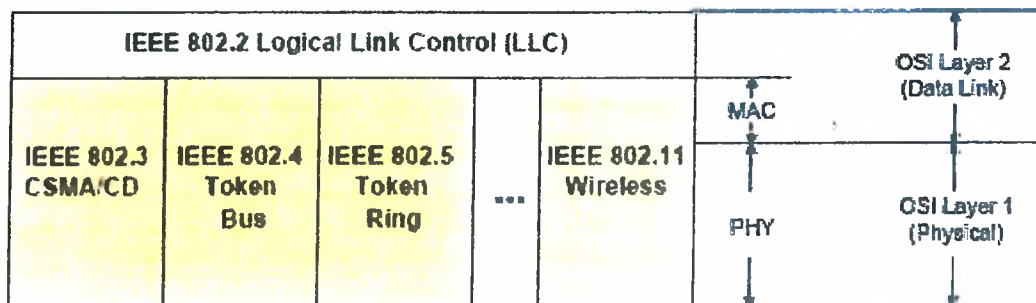 IEEE 802.2 Logical Link Control (LLC)
OSI Layer 2
(Data Link)
MAC
IEEE 802.3
CSMA/CD
IEEE 802.4
Token
Bus
IEEE 802.5
Token
Ring
...
IEEE 802.11
Wireless
PHY
OSI Layer 1
(Physical)